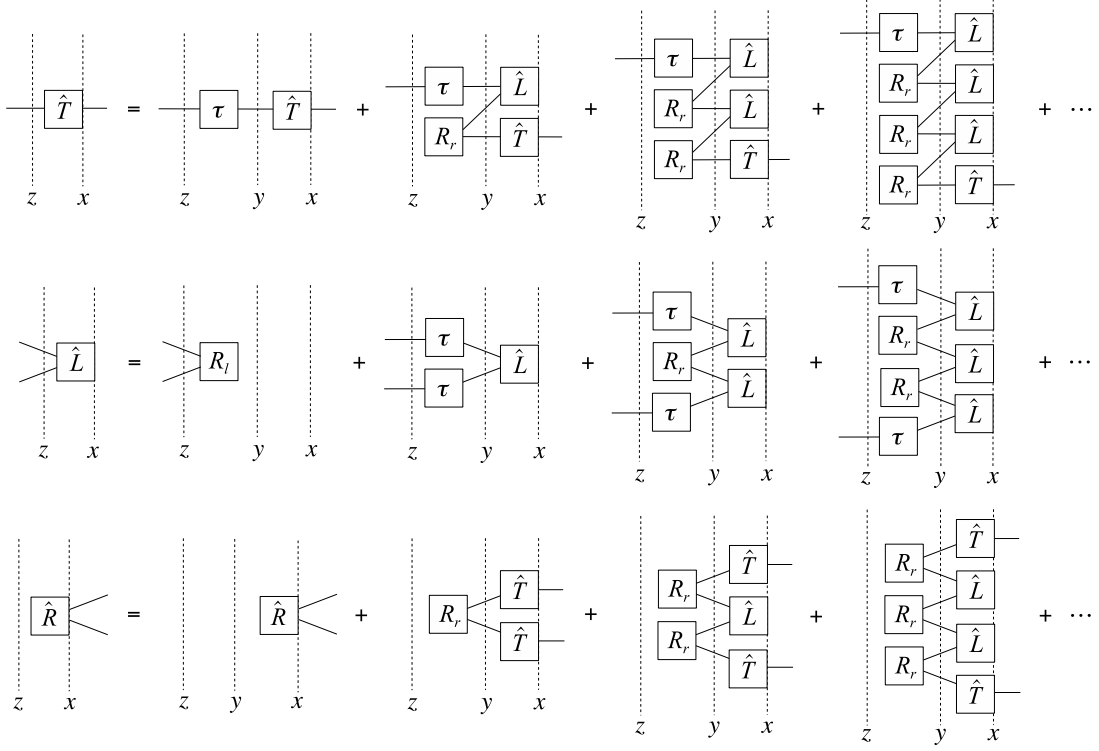 τ L̂
τ L̂
τ L̂ R_r L̂
T̂ = τ T̂ + R_r T̂ + R_r L̂ + R_r L̂ + ⋯
R_r T̂ R_r T̂
z x z y x z y x z y x z y x
τ L̂
τ τ L̂ R_r
L̂ = R_l + L̂ + R_r + L̂ + ⋯
τ L̂ R_r
τ L̂
τ
z x z y x z y x z y x z y x
T̂
T̂ R_r
T̂ R_r L̂
R̂ = R̂ + R_r + L̂ + R_r + ⋯
T̂ R_r L̂
T̂ R_r
T̂
z x z y x z y x z y x z y x